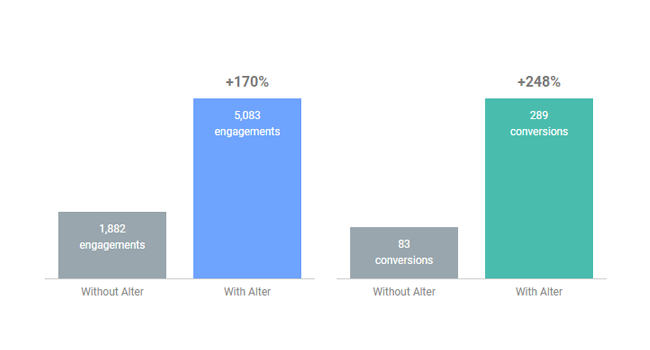 +170%
5,083
engagements
1,882
engagements
Without Alter
With Alter
+248%
289
conversions
83
conversions
Without Alter
With Alter